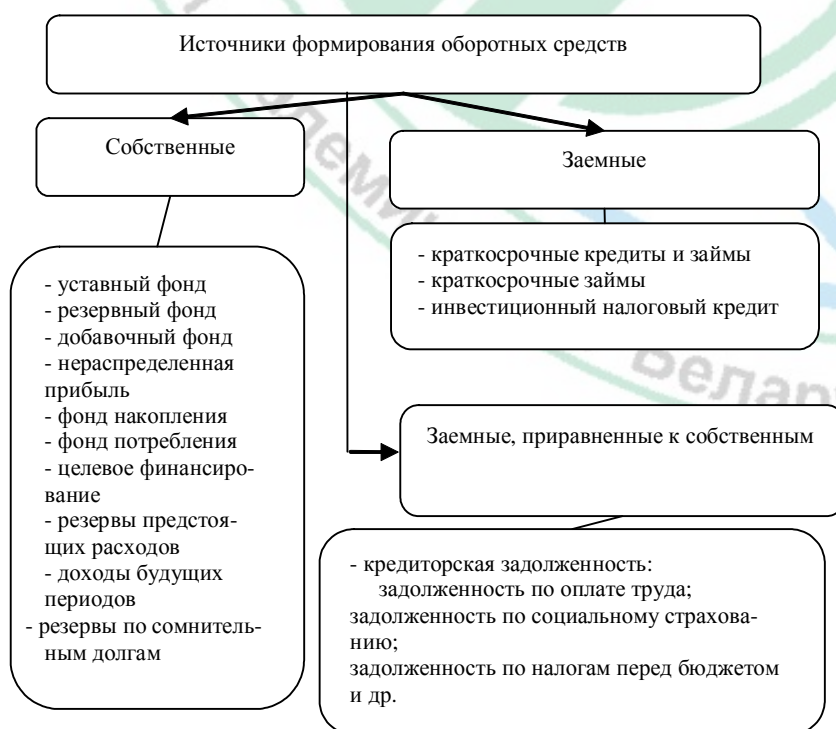 Источники формирования оборотных средств
Собственные
Заемные
- краткосрочные кредиты и займы
- краткосрочные займы
- инвестиционный налоговый кредит
- уставный фонд
- резервный фонд
- добавочный фонд
- нераспределенная
прибыль
- фонд накопления
- фонд потребления
- целевое финансиро-
вание
- резервы предстоя-
щих расходов
- доходы будущих
периодов
- резервы по сомнитель-
ным долгам
Заемные, приравненные к собственным
- кредиторская задолженность:
задолженность по оплате труда;
задолженность по социальному страхова-
нию;
задолженность по налогам перед бюджетом
и др.